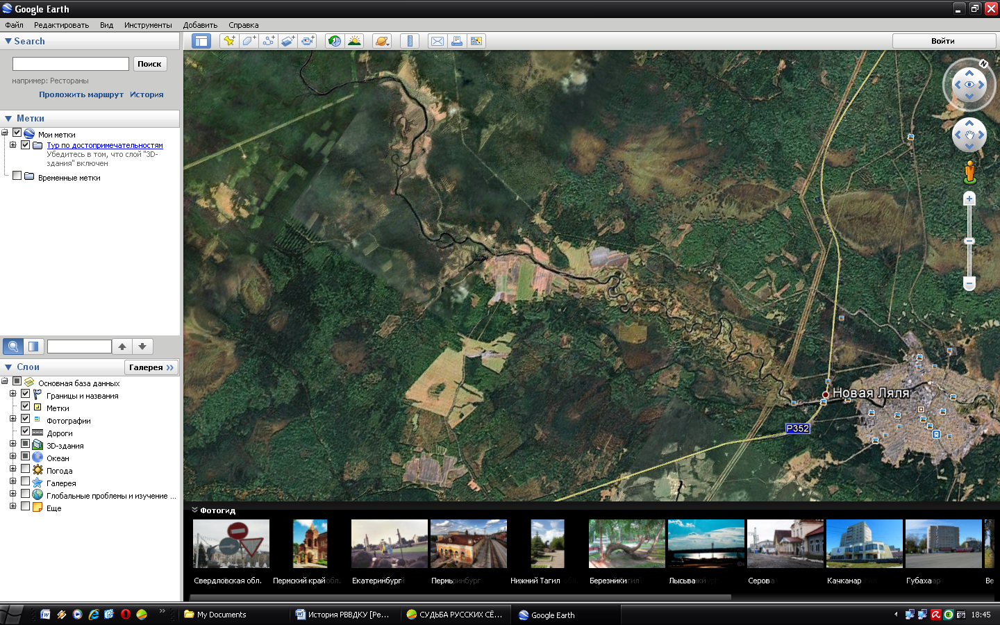 Google Earth
Файл Редактировать Вид Инструменты Добавить Справка
Search
Войти
Поиск
например: Рестораны
Проложить маршрут История
N
Метки
Мои метки
Тур по достопримечательностям
Убедитесь в том, что слой "3D-
здания" включен
Временные метки
Слои
Галерея »
Основная база данных
Границы и названия
Метки
Фотографии
Дороги
3D-здания
Океан
Погода
Галерея
Глобальные проблемы и изучение ...
Еще
Новая Ляля
P352
Фотогид
Свердловская обл.
Пермский край
Екатеринбург
Пермь
Нижний Тагил
Березники
Лысьва
Серов
Качканар
Губаха
Ве
My Documents
История РВВДКУ [Ре...
СУДЬБА РУССКИХ СЁ...
Google Earth
18:45